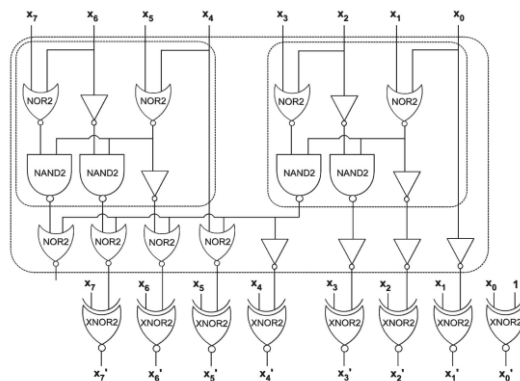 x7 x6 x5 x4 x3 x2 x1 x0
NOR2 NOR2 NOR2 NOR2
NAND2 NAND2 NAND2 NAND2
NOR2 NOR2 NOR2 NOR2
x7 x6 x5 x4 x3 x2 x1 x0 1
XNOR2 XNOR2 XNOR2 XNOR2 XNOR2 XNOR2 XNOR2 XNOR2
x7' x6' x5' x4' x3' x2' x1' x0'